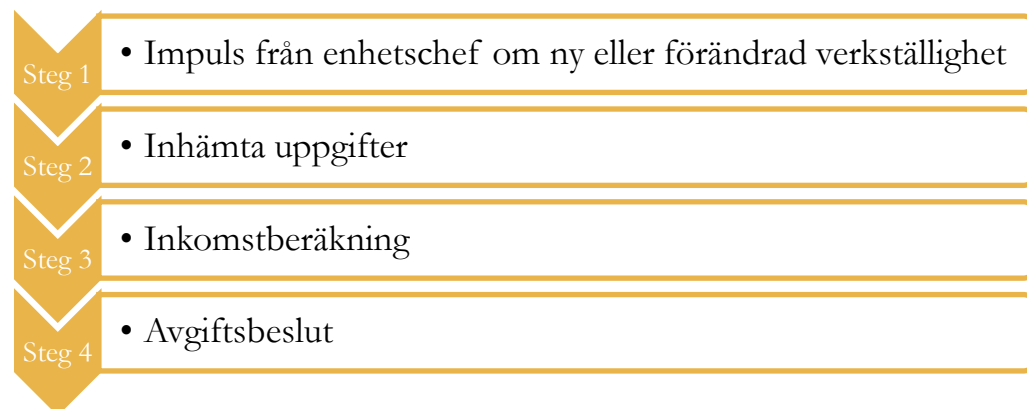 Steg 1
• Impuls från enhetschef om ny eller förändrad verkställighet
Steg 2
• Inhämta uppgifter
Steg 3
• Inkomstberäkning
Steg 4
• Avgiftsbeslut